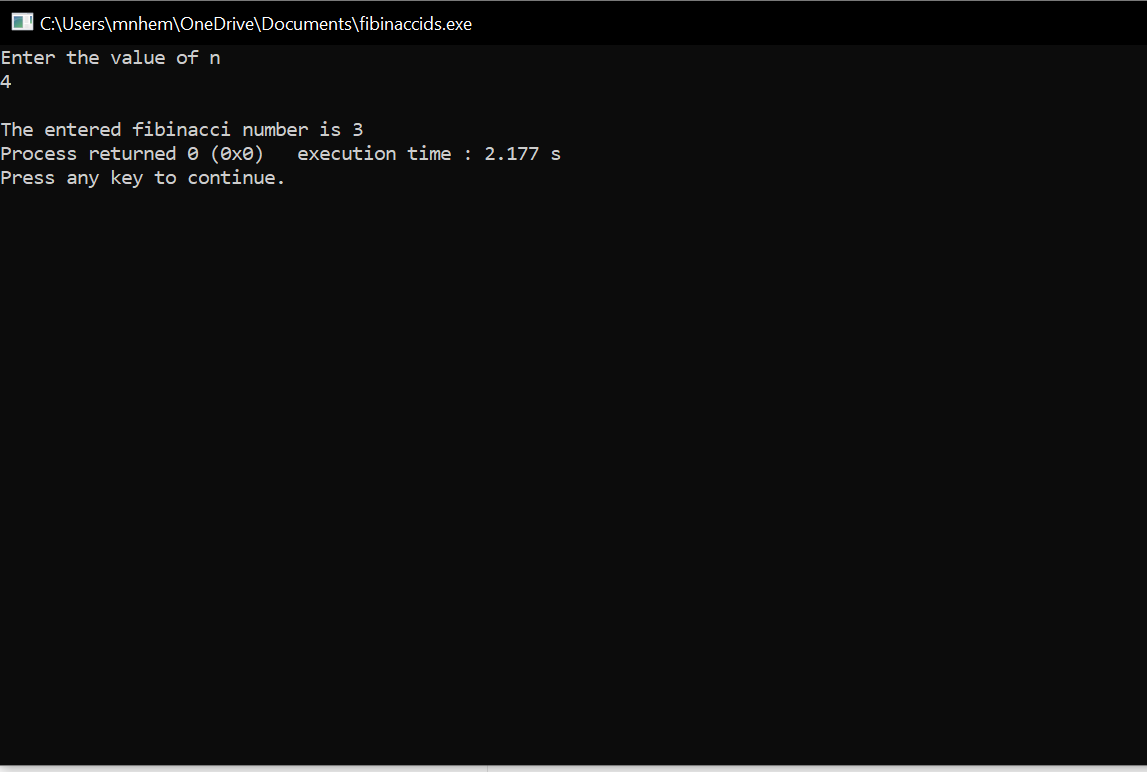 C:\Users\mnhem\OneDrive\Documents\fibinaccids.exe
Enter the value of n
4
The entered fibinacci number is 3
Process returned 0 (0x0)   execution time : 2.177 s
Press any key to continue.